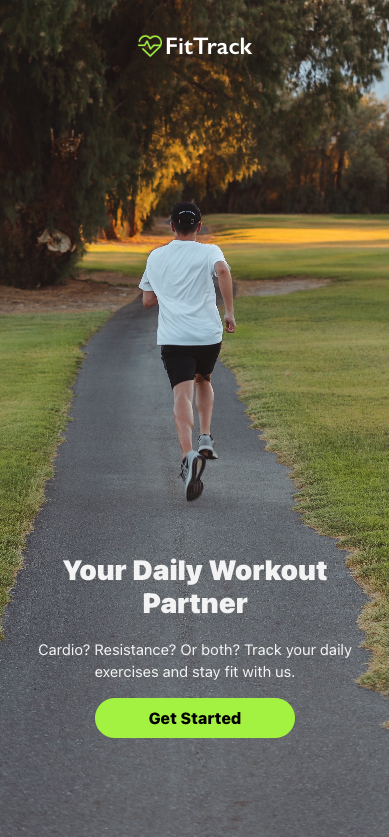 FitTrack
Your Daily Workout
Partner
Cardio? Resistance? Or both? Track your daily
exercises and stay fit with us.
Get Started